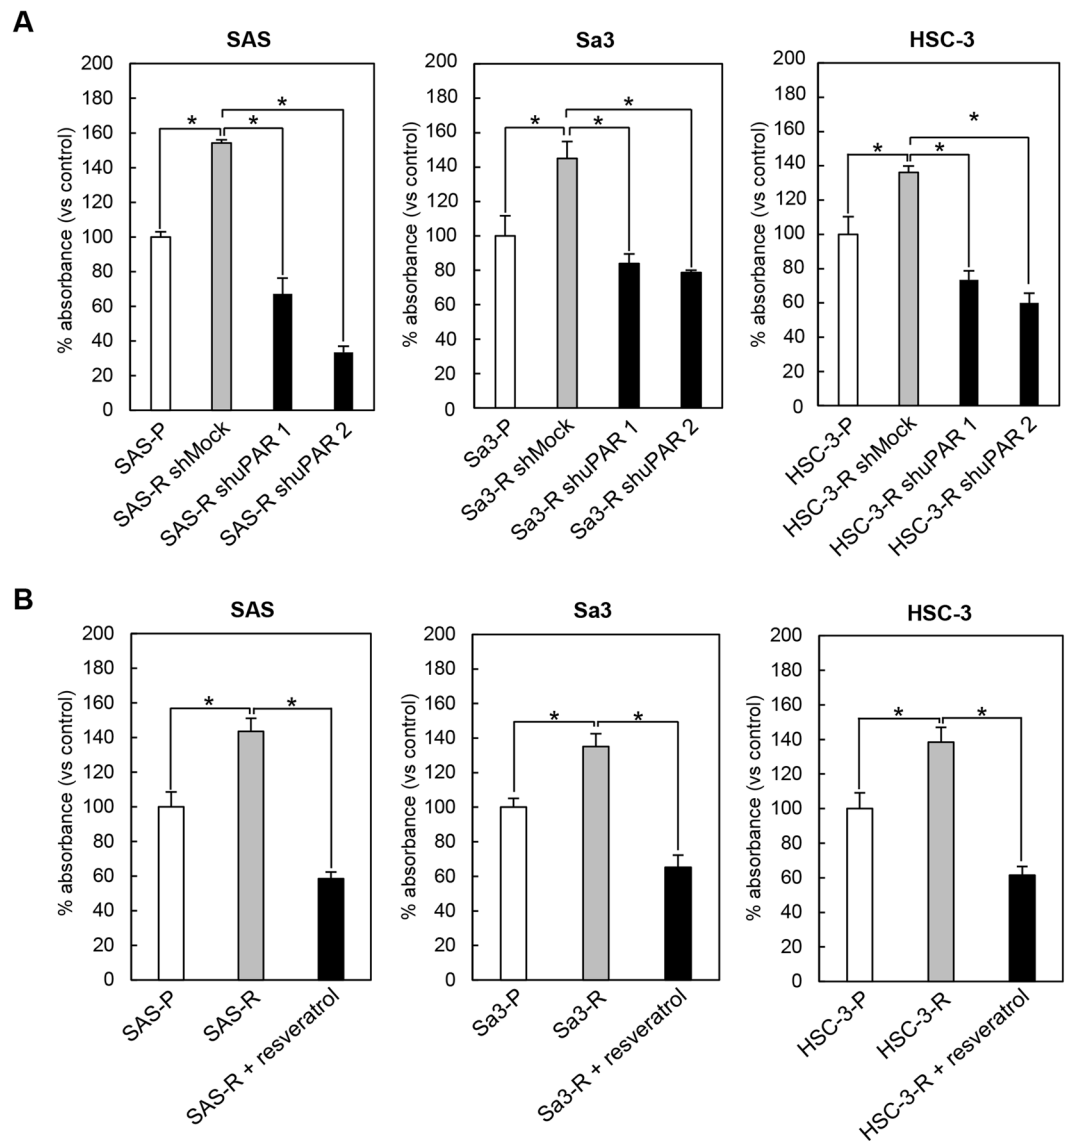 A
SAS
Sa3
HSC-3
% absorbance (vs control)
200
180
160
140
120
100
80
60
40
20
0
* * *
SAS-P
SAS-R shMock
SAS-R shuPAR 1
SAS-R shuPAR 2
% absorbance (vs control)
200
180
160
140
120
100
80
60
40
20
0
* * *
Sa3-P
Sa3-R shMock
Sa3-R shuPAR 1
Sa3-R shuPAR 2
% absorbance (vs control)
200
180
160
140
120
100
80
60
40
20
0
* * *
HSC-3-P
HSC-3-R shMock
HSC-3-R shuPAR 1
HSC-3-R shuPAR 2
B
SAS
Sa3
HSC-3
% absorbance (vs control)
200
180
160
140
120
100
80
60
40
20
0
* *
SAS-P
SAS-R
SAS-R + resveratrol
% absorbance (vs control)
200
180
160
140
120
100
80
60
40
20
0
* *
Sa3-P
Sa3-R
Sa3-R + resveratrol
% absorbance (vs control)
200
180
160
140
120
100
80
60
40
20
0
* *
HSC-3-P
HSC-3-R
HSC-3-R + resveratrol